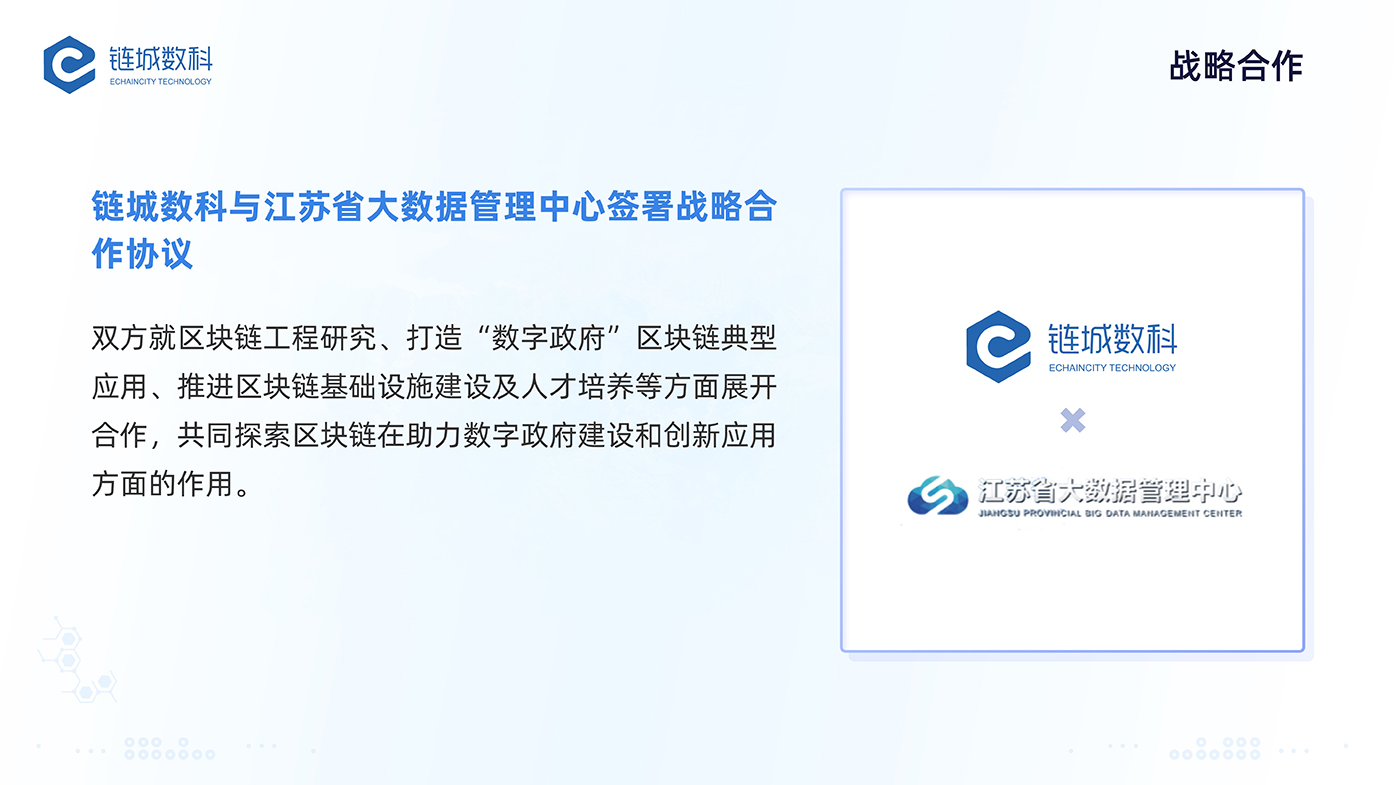 链城数科
ECHAINCITY TECHNOLOGY
战略合作
链城数科与江苏省大数据管理中心签署战略合
作协议
双方就区块链工程研究、打造“数字政府”区块链典型
应用、推进区块链基础设施建设及人才培养等方面展开
合作，共同探索区块链在助力数字政府建设和创新应用
方面的作用。
链城数科
ECHAINCITY TECHNOLOGY
江苏省大数据管理中心
JIANGSU PROVINCIAL BIG DATA MANAGEMENT CENTER